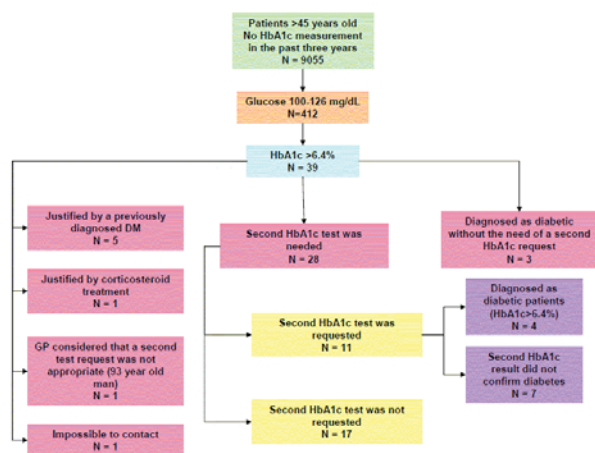 Patients >45 years old
No HbA1c measurement
in the past three years
N = 9055
Glucose 100-126 mg/dL
N=412
HbA1c >6.4%
N = 39
Justified by a previously
diagnosed DM
N = 5
Justified by corticosteroid
treatment
N = 1
GP considered that a second
test request was not
appropriate (93 year old
man)
N = 1
Impossible to contact
N = 1
Second HbA1c test was
needed
N = 28
Second HbA1c test was
requested
N = 11
Second HbA1c test was not
requested
N = 17
Diagnosed as diabetic
without the need of a second
HbA1c request
N = 3
Diagnosed as
diabetic patients
(HbA1c>6.4%)
N = 4
Second HbA1c
result did not
confirm diabetes
N = 7